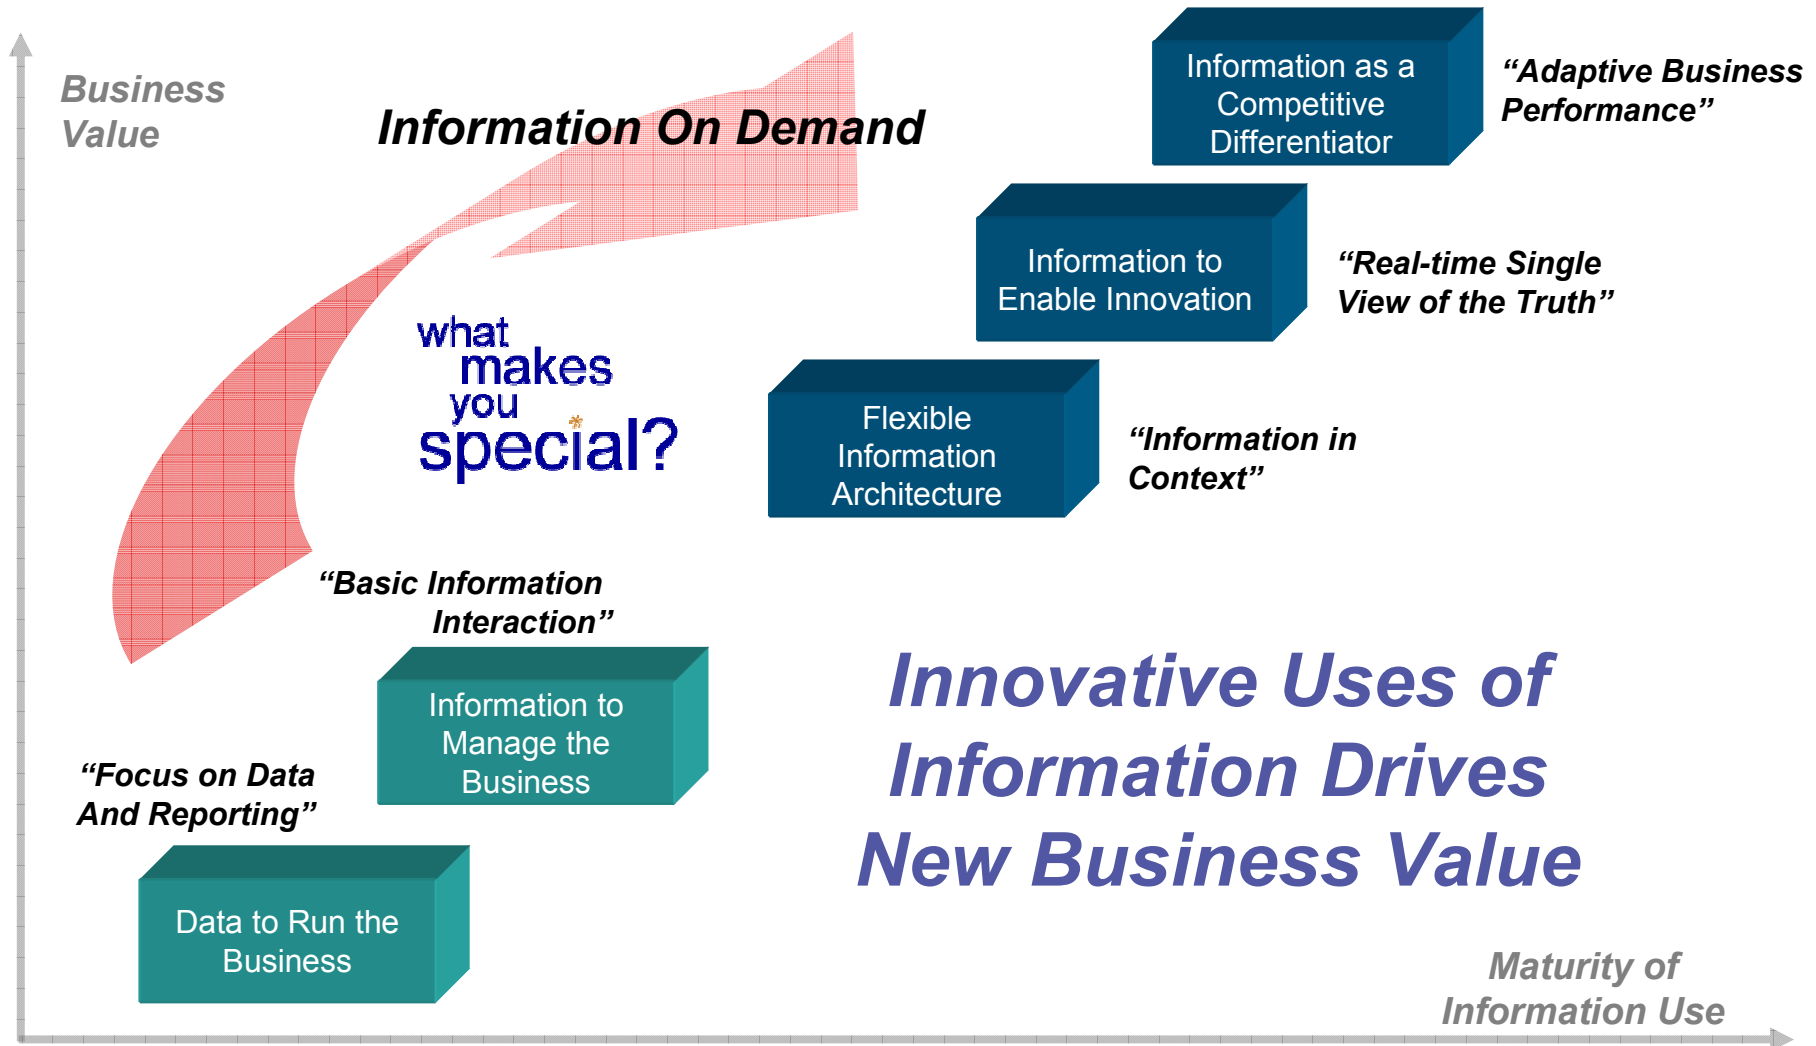 Business
Value
Information On Demand
Information as a
Competitive
Differentiator
“Adaptive Business
Performance”
Information to
Enable Innovation
“Real-time Single
View of the Truth”
what
makes
you
special?
Flexible
Information
Architecture
“Information in
Context”
“Basic Information
Interaction”
Information to
Manage the
Business
“Focus on Data
And Reporting”
Data to Run the
Business
Innovative Uses of
Information Drives
New Business Value
Maturity of
Information Use